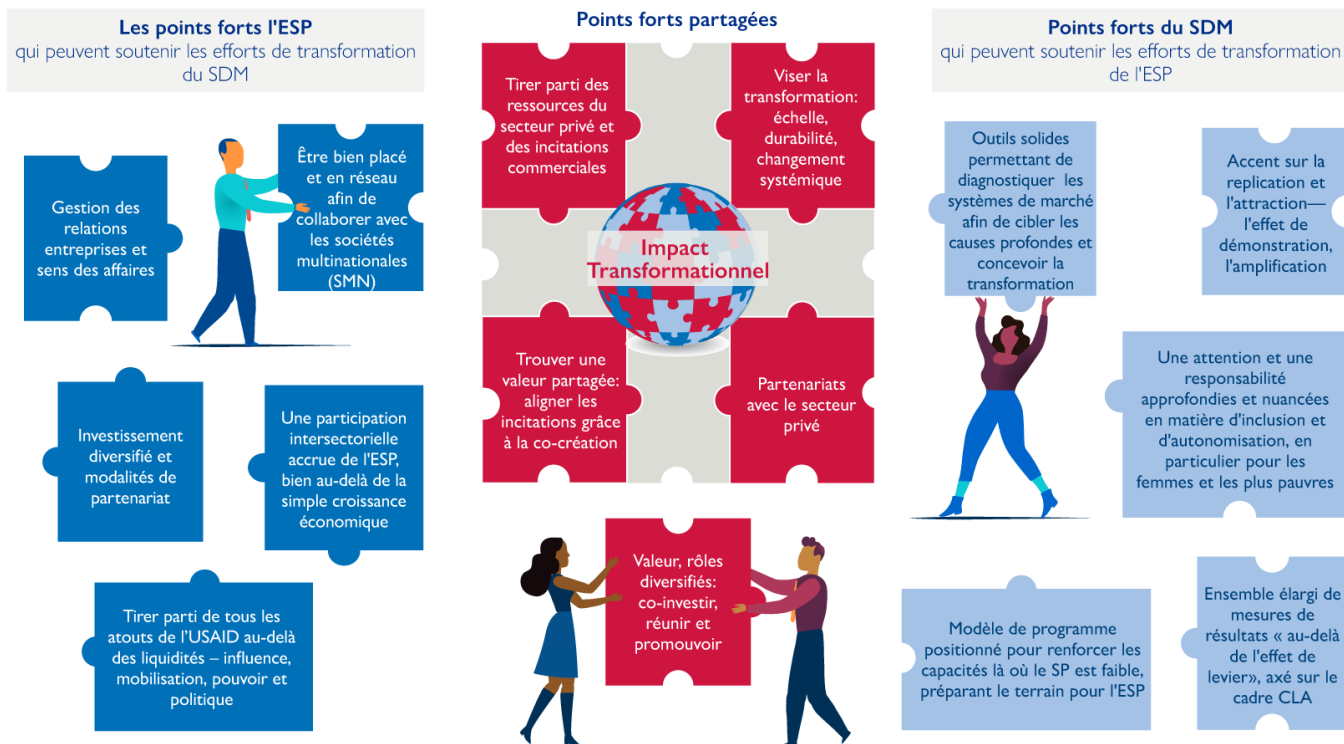 Les points forts l'ESP
qui peuvent soutenir les efforts de transformation
du SDM
Gestion des
relations
entreprises et
sens des affaires
Être bien placé
et en réseau
afin de
collaborer avec
les sociétés
multinationales
(SMN)
Investissement
diversifié et
modalités de
partenariat
Une participation
intersectorielle
accrue de l'ESP,
bien au-delà de la
simple croissance
économique
Tirer parti de tous les
atouts de l'USAID au-delà
des liquidités – influence,
mobilisation, pouvoir et
politique
Points forts partagées
Tirer parti des
ressources du
secteur privé et
des incitations
commerciales
Viser la
transformation:
échelle,
durabilité,
changement
systémique
Impact
Transformationnel
Trouver une
valeur partagée:
aligner les
incitations grâce
à la co-création
Partenariats
avec le secteur
privé
Valeur, rôles
diversifiés:
co-investir,
réunir et
promouvoir
Points forts du SDM
qui peuvent soutenir les efforts de transformation
de l'ESP
Outils solides
permettant de
diagnostiquer les
systèmes de marché
afin de cibler les
causes profondes et
concevoir la
transformation
Accent sur la
replication et
l'attraction—
l'effet de
démonstration,
l'amplification
Une attention et une
responsabilité
approfondies et nuancées
en matière d'inclusion et
d'autonomisation, en
particulier pour les
femmes et les plus pauvres
Modèle de programme
positionné pour renforcer les
capacités là où le SP est faible,
préparant le terrain pour l'ESP
Ensemble élargi de
mesures de
résultats « au-delà
de l'effet de
levier», axé sur le
cadre CLA